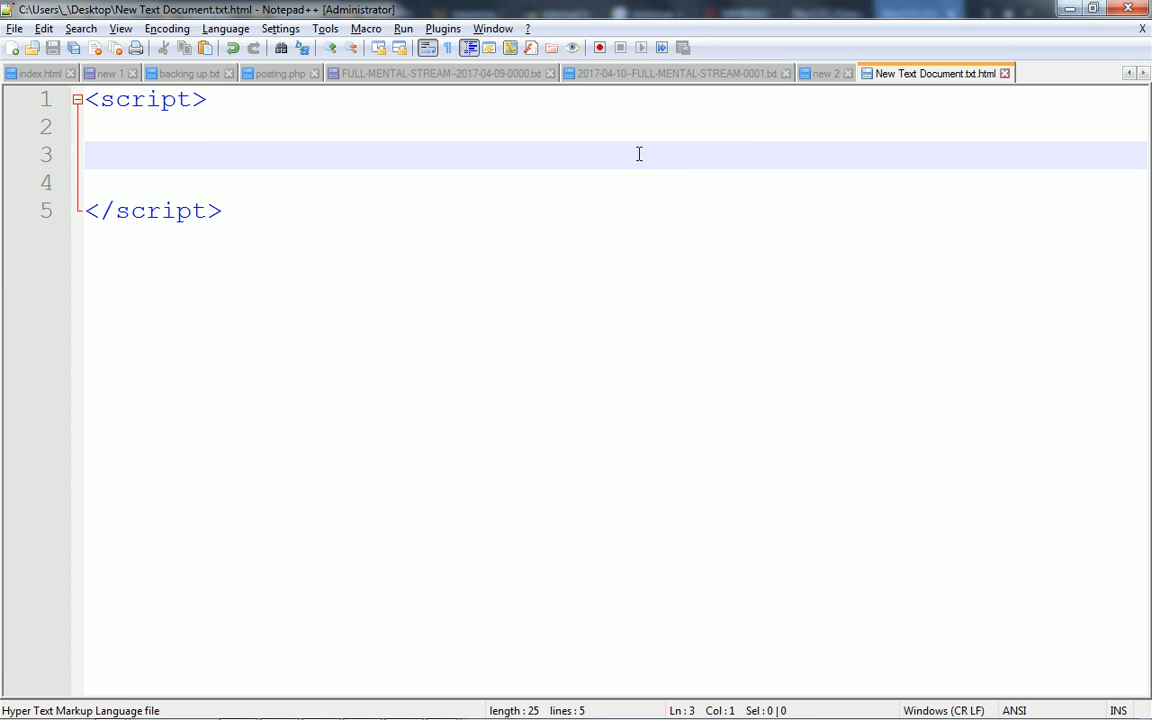 C:\Users\_\Desktop\New Text Document.txt.html - Notepad++ [Administrator]
File Edit Search View Encoding Language Settings Tools Macro Run Plugins Window ? X
index.html new 1 backing up.txt posting.php FULL-MENTAL-STREAM--2017-04-09-0000.txt 2017-04-10--FULL-MENTAL-STREAM-0001.txt new 2 New Text Document.txt.html
1 <script>
2
3
4
5 </script>
Hyper Text Markup Language file length : 25 lines : 5 Ln : 3 Col : 1 Sel : 0 | 0 Windows (CR LF) ANSI INS